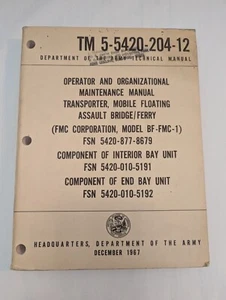 TM 5-5420-204-12
DEPARTMENT OF THE ARMY TECHNICAL MANUAL
OPERATOR AND ORGANIZATIONAL
MAINTENANCE MANUAL
TRANSPORTER, MOBILE FLOATING
ASSAULT BRIDGE/FERRY
(FMC CORPORATION, MODEL BF-FMC-1)
FSN 5420-877-8679
COMPONENT OF INTERIOR BAY UNIT
FSN 5420-010-5191
COMPONENT OF END BAY UNIT
FSN 5420-010-5192
HEADQUARTERS, DEPARTMENT OF THE ARMY
DECEMBER 1967